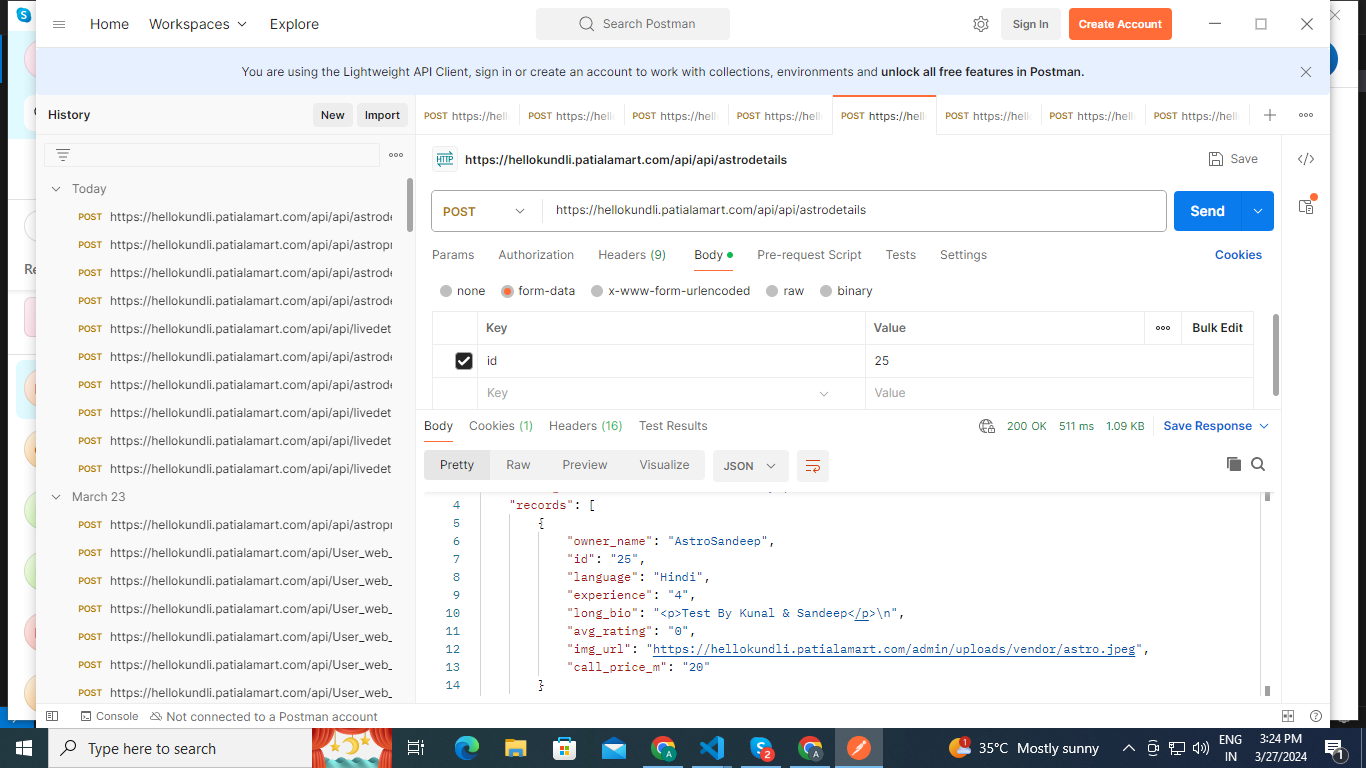 Home Workspaces Explore Search Postman Sign In Create Account
You are using the Lightweight API Client, sign in or create an account to work with collections, environments and unlock all free features in Postman.
History New Import
POST https://hell POST https://hell POST https://hell POST https://hell POST https://hell POST https://hell POST https://hell POST https://hell
HTTP https://hellokundli.patialamart.com/api/api/astrodetails Save
Today
POST https://hellokundli.patialamart.com/api/api/astrode
POST https://hellokundli.patialamart.com/api/api/astropr
POST https://hellokundli.patialamart.com/api/api/astrode
POST https://hellokundli.patialamart.com/api/api/astrode
POST https://hellokundli.patialamart.com/api/api/livedet
POST https://hellokundli.patialamart.com/api/api/astrode
POST https://hellokundli.patialamart.com/api/api/astrode
POST https://hellokundli.patialamart.com/api/api/livedet
POST https://hellokundli.patialamart.com/api/api/livedet
POST https://hellokundli.patialamart.com/api/api/livedet
March 23
POST https://hellokundli.patialamart.com/api/api/astropr
POST https://hellokundli.patialamart.com/api/User_web_
POST https://hellokundli.patialamart.com/api/User_web_
POST https://hellokundli.patialamart.com/api/User_web_
POST https://hellokundli.patialamart.com/api/User_web_
POST https://hellokundli.patialamart.com/api/User_web_
POST https://hellokundli.patialamart.com/api/User_web_
POST https://hellokundli.patialamart.com/api/api/astrodetails Send
Params Authorization Headers (9) Body Pre-request Script Tests Settings Cookies
none form-data x-www-form-urlencoded raw binary
Key Value Bulk Edit
id 25
Key Value
Body Cookies (1) Headers (16) Test Results 200 OK 511 ms 1.09 KB Save Response
Pretty Raw Preview Visualize JSON
4 "records": [
5 {
6 "owner_name": "AstroSandeep",
7 "id": "25",
8 "language": "Hindi",
9 "experience": "4",
10 "long_bio": "<p>Test By Kunal & Sandeep</p>\n",
11 "avg_rating": "0",
12 "img_url": "https://hellokundli.patialamart.com/admin/uploads/vendor/astro.jpeg",
13 "call_price_m": "20"
14 }
Re
Console Not connected to a Postman account
Type here to search 2 1 35°C Mostly sunny ENG IN 3:24 PM 3/27/2024 1